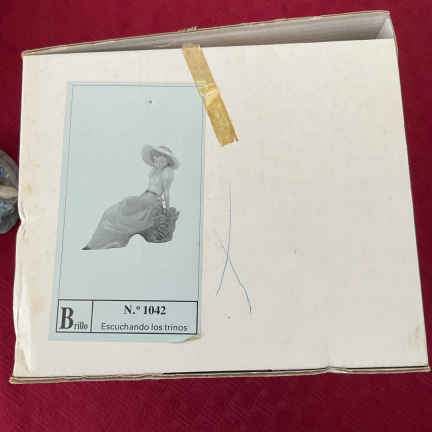 N.º 1042
Brillo
Escuchando los trinos